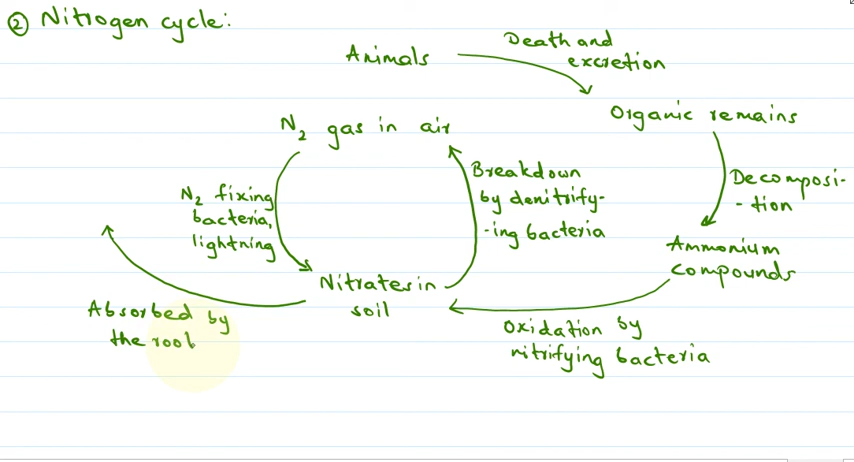 ② Nitrogen cycle:
Animals
Death and
excretion
Organic remains
N₂ gas in air
Breakdown
by denitrify-
-ing bacteria
Decomposi-
-tion
N₂ fixing
bacteria,
lightning
Ammonium
compounds
Nitrates in
soil
Absorbed by
the root
Oxidation by
nitrifying bacteria